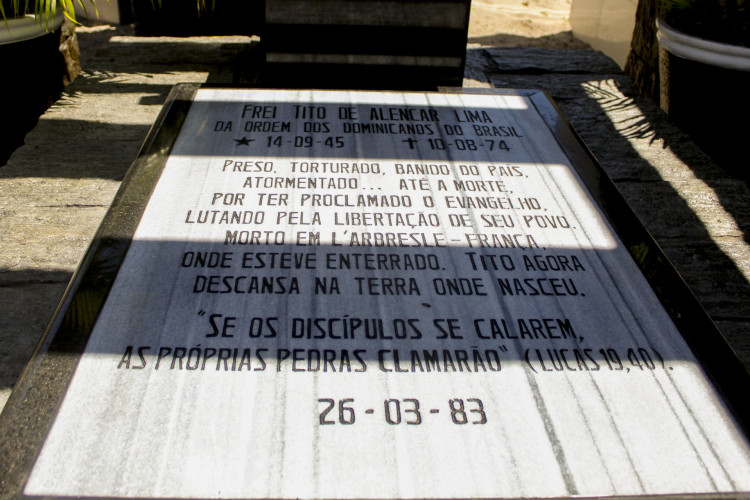 FREI TITO DE ALENCAR LIMA
DA ORDEM DOS DOMINICANOS DO BRASIL
★ 14-09-45 ✝ 10-08-74
PRESO, TORTURADO, BANIDO DO PAÍS,
ATORMENTADO... ATÉ A MORTE,
POR TER PROCLAMADO O EVANGELHO,
LUTANDO PELA LIBERTAÇÃO DE SEU POVO.
MORTO EM L'ARBRESLE - FRANÇA,
ONDE ESTEVE ENTERRADO. TITO AGORA
DESCANSA NA TERRA ONDE NASCEU.
"SE OS DISCÍPULOS SE CALAREM,
AS PRÓPRIAS PEDRAS CLAMARÃO" (LUCAS 19,40).
26-03-83